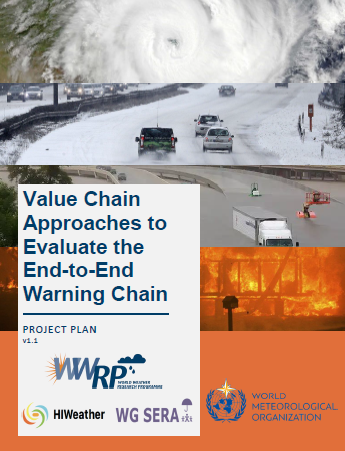 Value Chain
Approaches to
Evaluate the
End-to-End
Warning Chain
PROJECT PLAN
v1.1
WWRP
WORLD WEATHER
RESEARCH PROGRAMME
HIWeather
WG SERA
WORLD
METEOROLOGICAL
ORGANIZATION